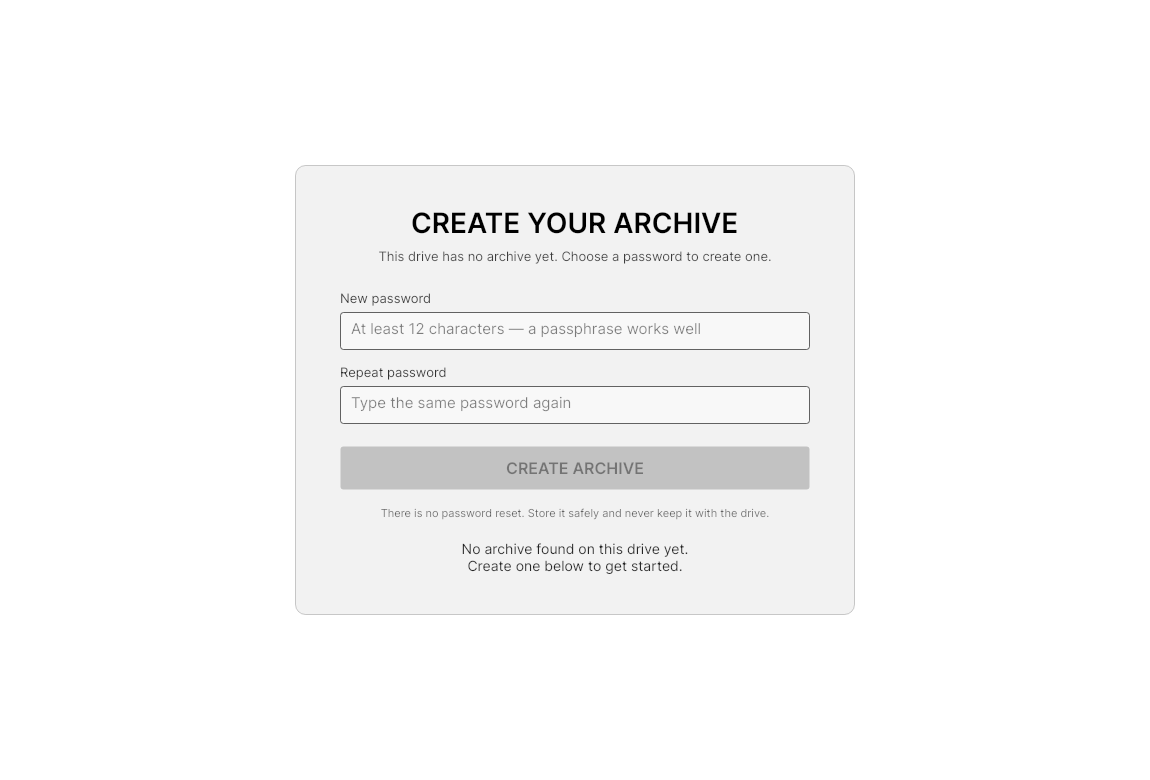 CREATE YOUR ARCHIVE
This drive has no archive yet. Choose a password to create one.
New password
At least 12 characters — a passphrase works well
Repeat password
Type the same password again
CREATE ARCHIVE
There is no password reset. Store it safely and never keep it with the drive.
No archive found on this drive yet.
Create one below to get started.